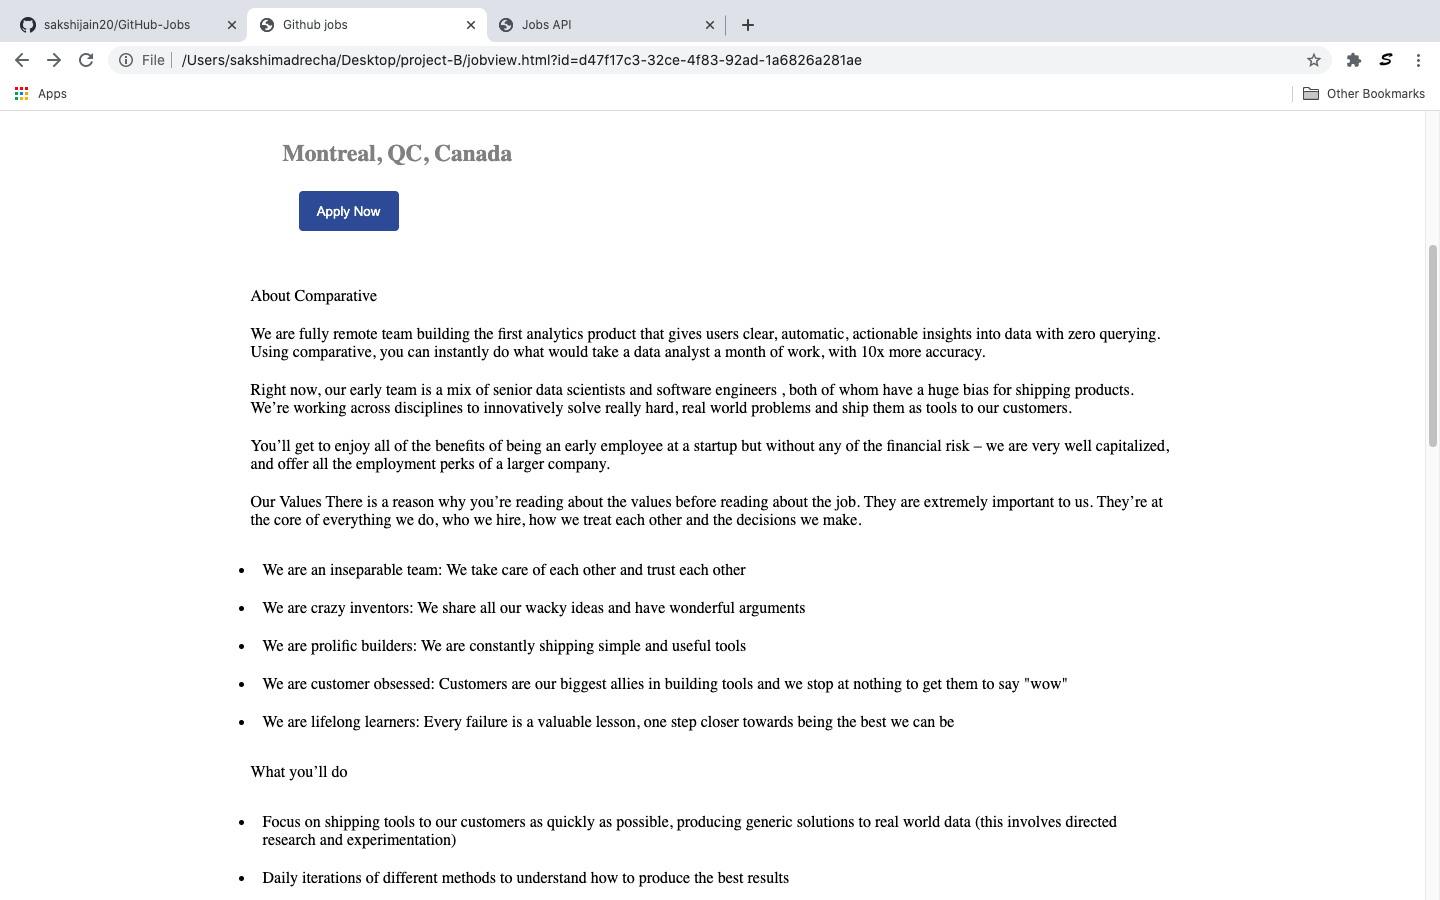 sakshijain20/GitHub-Jobs
Github jobs
Jobs API
File
/Users/sakshimadrecha/Desktop/project-B/jobview.html?id=d47f17c3-32ce-4f83-92ad-1a6826a281ae
Apps
Other Bookmarks
Montreal, QC, Canada
Apply Now
About Comparative
We are fully remote team building the first analytics product that gives users clear, automatic, actionable insights into data with zero querying.
Using comparative, you can instantly do what would take a data analyst a month of work, with 10x more accuracy.
Right now, our early team is a mix of senior data scientists and software engineers , both of whom have a huge bias for shipping products.
We’re working across disciplines to innovatively solve really hard, real world problems and ship them as tools to our customers.
You’ll get to enjoy all of the benefits of being an early employee at a startup but without any of the financial risk – we are very well capitalized,
and offer all the employment perks of a larger company.
Our Values There is a reason why you’re reading about the values before reading about the job. They are extremely important to us. They’re at
the core of everything we do, who we hire, how we treat each other and the decisions we make.
• We are an inseparable team: We take care of each other and trust each other
• We are crazy inventors: We share all our wacky ideas and have wonderful arguments
• We are prolific builders: We are constantly shipping simple and useful tools
• We are customer obsessed: Customers are our biggest allies in building tools and we stop at nothing to get them to say "wow"
• We are lifelong learners: Every failure is a valuable lesson, one step closer towards being the best we can be
What you’ll do
• Focus on shipping tools to our customers as quickly as possible, producing generic solutions to real world data (this involves directed
research and experimentation)
• Daily iterations of different methods to understand how to produce the best results